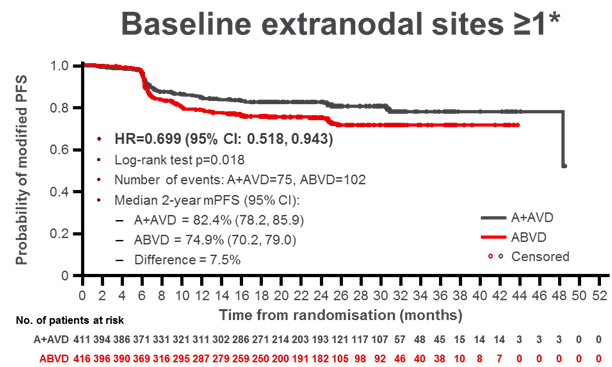 Baseline extranodal sites ≥1*
Probability of modified PFS
1.0
0.8
0.6
0.4
0.2
0
• HR=0.699 (95% CI: 0.518, 0.943)
• Log-rank test p=0.018
• Number of events: A+AVD=75, ABVD=102
• Median 2-year mPFS (95% CI):
– A+AVD = 82.4% (78.2, 85.9)
– ABVD = 74.9% (70.2, 79.0)
– Difference = 7.5%
A+AVD
ABVD
Censored
0 2 4 6 8 10 12 14 16 18 20 22 24 26 28 30 32 34 36 38 40 42 44 46 48 50 52
Time from randomisation (months)
No. of patients at risk
A+AVD 411 394 386 371 331 321 311 302 286 271 214 203 193 121 117 107 57 48 45 15 14 14 3 3 3 0 0
ABVD 416 396 390 369 316 295 287 279 259 250 200 191 182 105 98 92 46 40 38 10 8 7 0 0 0 0 0